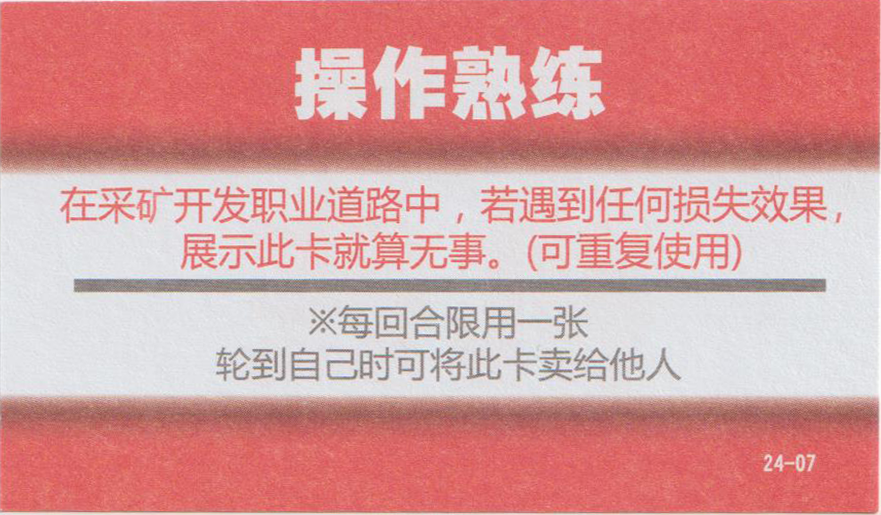 操作熟练
在采矿开发职业道路中，若遇到任何损失效果，
展示此卡就算无事。(可重复使用)
※每回合限用一张
轮到自己时可将此卡卖给他人
24-07